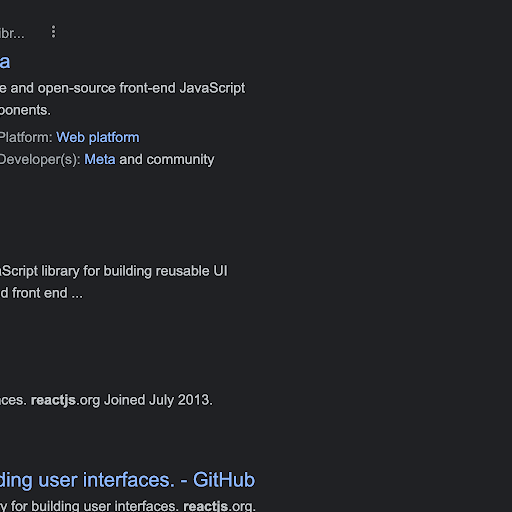 ibr...
a
e and open-source front-end JavaScript
ponents.
Platform: Web platform
Developer(s): Meta and community
aScript library for building reusable UI
d front end ...
ces. reactjs.org Joined July 2013.
ding user interfaces. - GitHub
y for building user interfaces. reactjs.org.